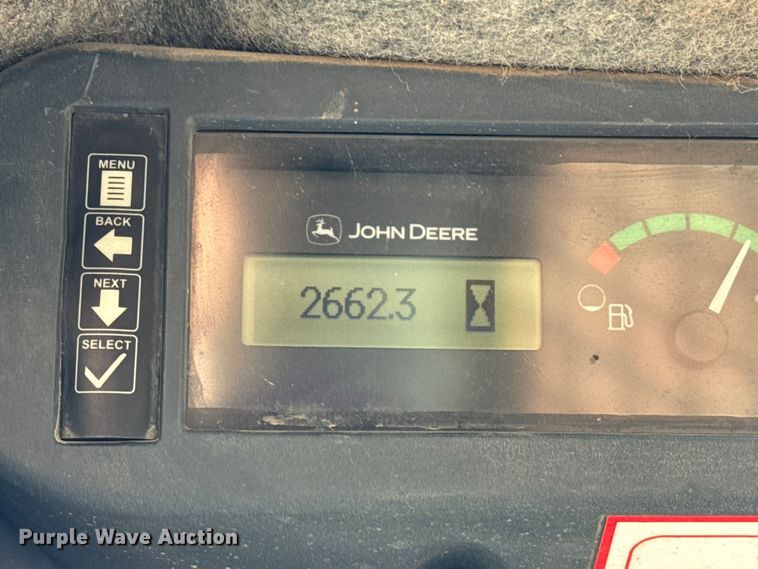 MENU
BACK
NEXT
SELECT
JOHN DEERE
2662.3
Purple Wave Auction